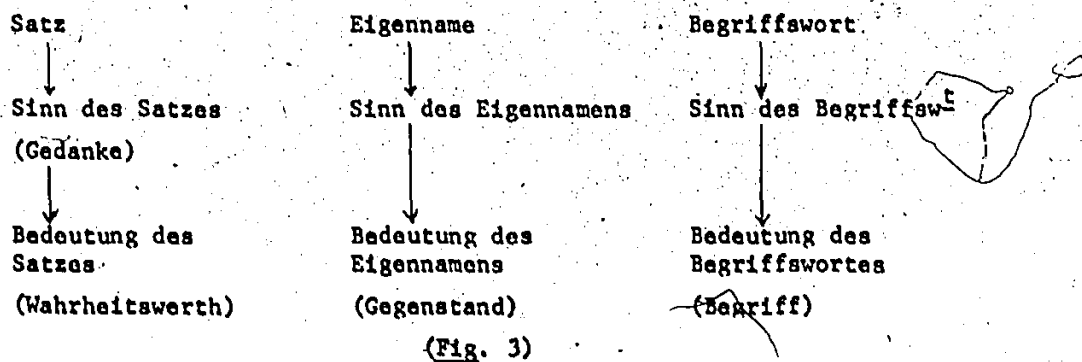 Satz Eigenname Begriffswort
Sinn des Satzes Sinn des Eigennamens Sinn des Begriffsw
(Gedanke)
Bedeutung des Bedeutung des Bedeutung des
Satzes Eigennamens Begriffswortes
(Wahrheitswerth) (Gegenstand) (Begriff)
(Fig. 3)